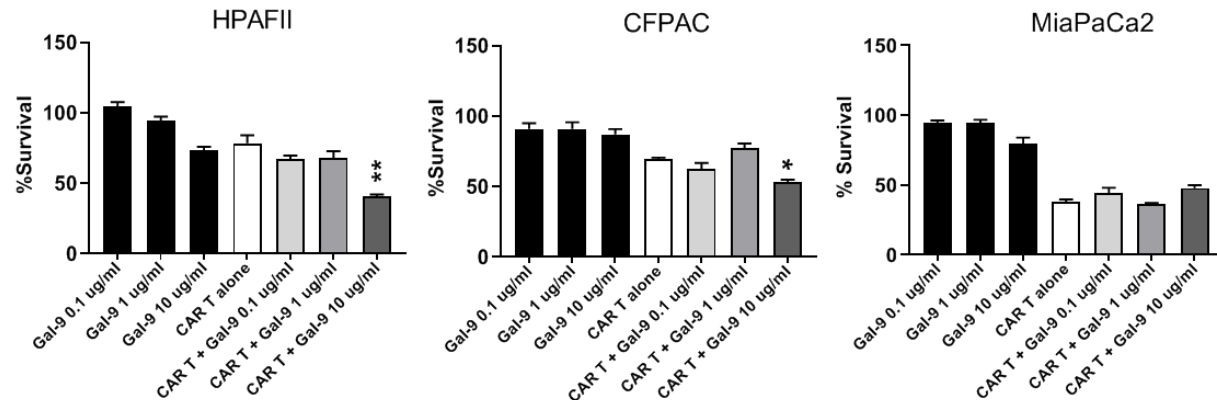 HPAFII
150
100
50
0
%Survival
**
Gal-9 0.1 ug/ml
Gal-9 1 ug/ml
Gal-9 10 ug/ml
CAR T alone
CAR T + Gal-9 0.1 ug/ml
CAR T + Gal-9 1 ug/ml
CAR T + Gal-9 10 ug/ml
CFPAC
150
100
50
0
%Survival
*
Gal-9 0.1 ug/ml
Gal-9 1 ug/ml
Gal-9 10 ug/ml
CAR T alone
CAR T + Gal-9 0.1 ug/ml
CAR T + Gal-9 1 ug/ml
CAR T + Gal-9 10 ug/ml
MiaPaCa2
150
100
50
0
% Survival
Gal-9 0.1 ug/ml
Gal-9 1 ug/ml
Gal-9 10 ug/ml
CAR T alone
CAR T + Gal-9 0.1 ug/ml
CAR T + Gal-9 1 ug/ml
CAR T + Gal-9 10 ug/ml